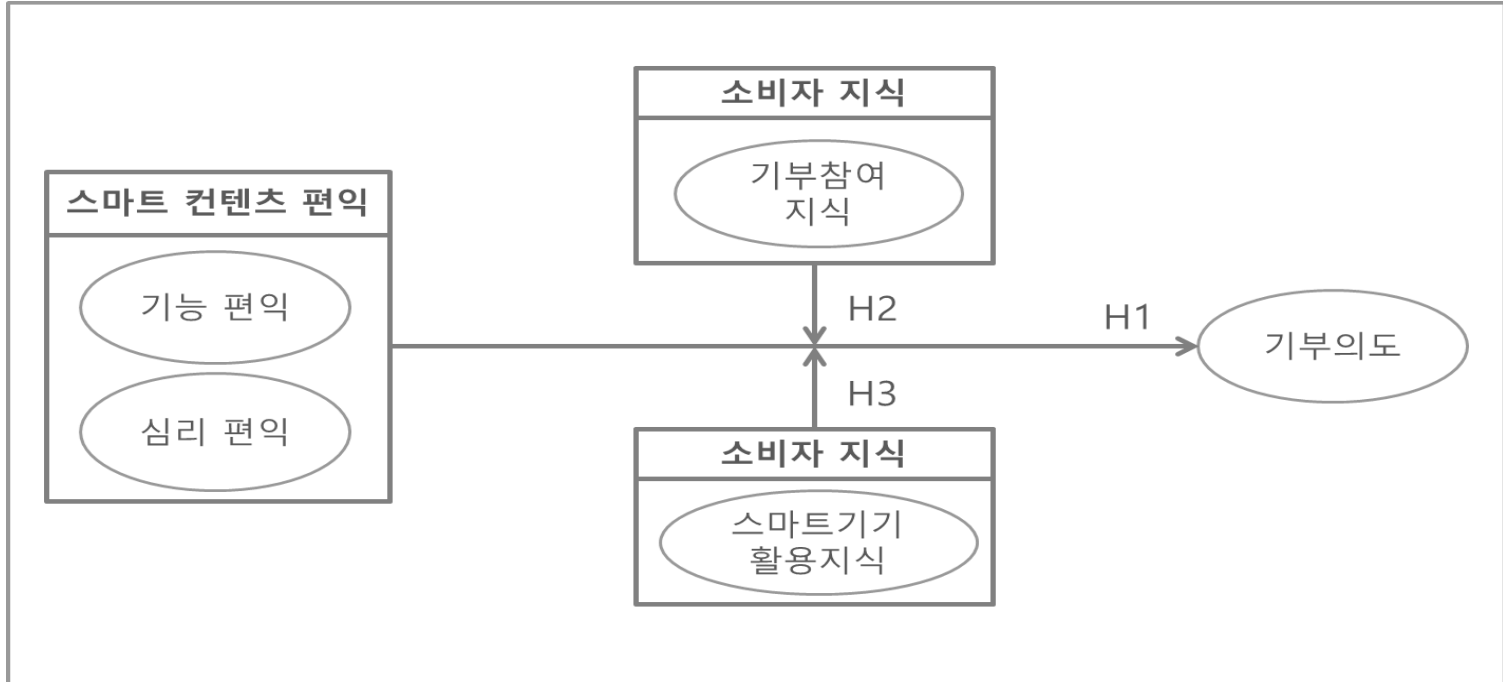 스마트 컨텐츠 편익
기능 편익
심리 편익
소비자 지식
기부참여
지식
H2
H1
기부의도
H3
소비자 지식
스마트기기
활용지식